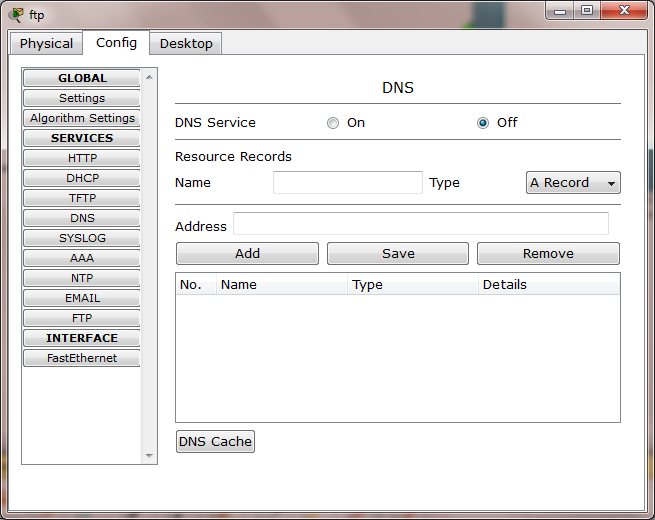 ftp
Physical Config Desktop
GLOBAL
Settings
Algorithm Settings
SERVICES
HTTP
DHCP
TFTP
DNS
SYSLOG
AAA
NTP
EMAIL
FTP
INTERFACE
FastEthernet
DNS
DNS Service On Off
Resource Records
Name Type A Record
Address
Add Save Remove
No. Name Type Details
DNS Cache